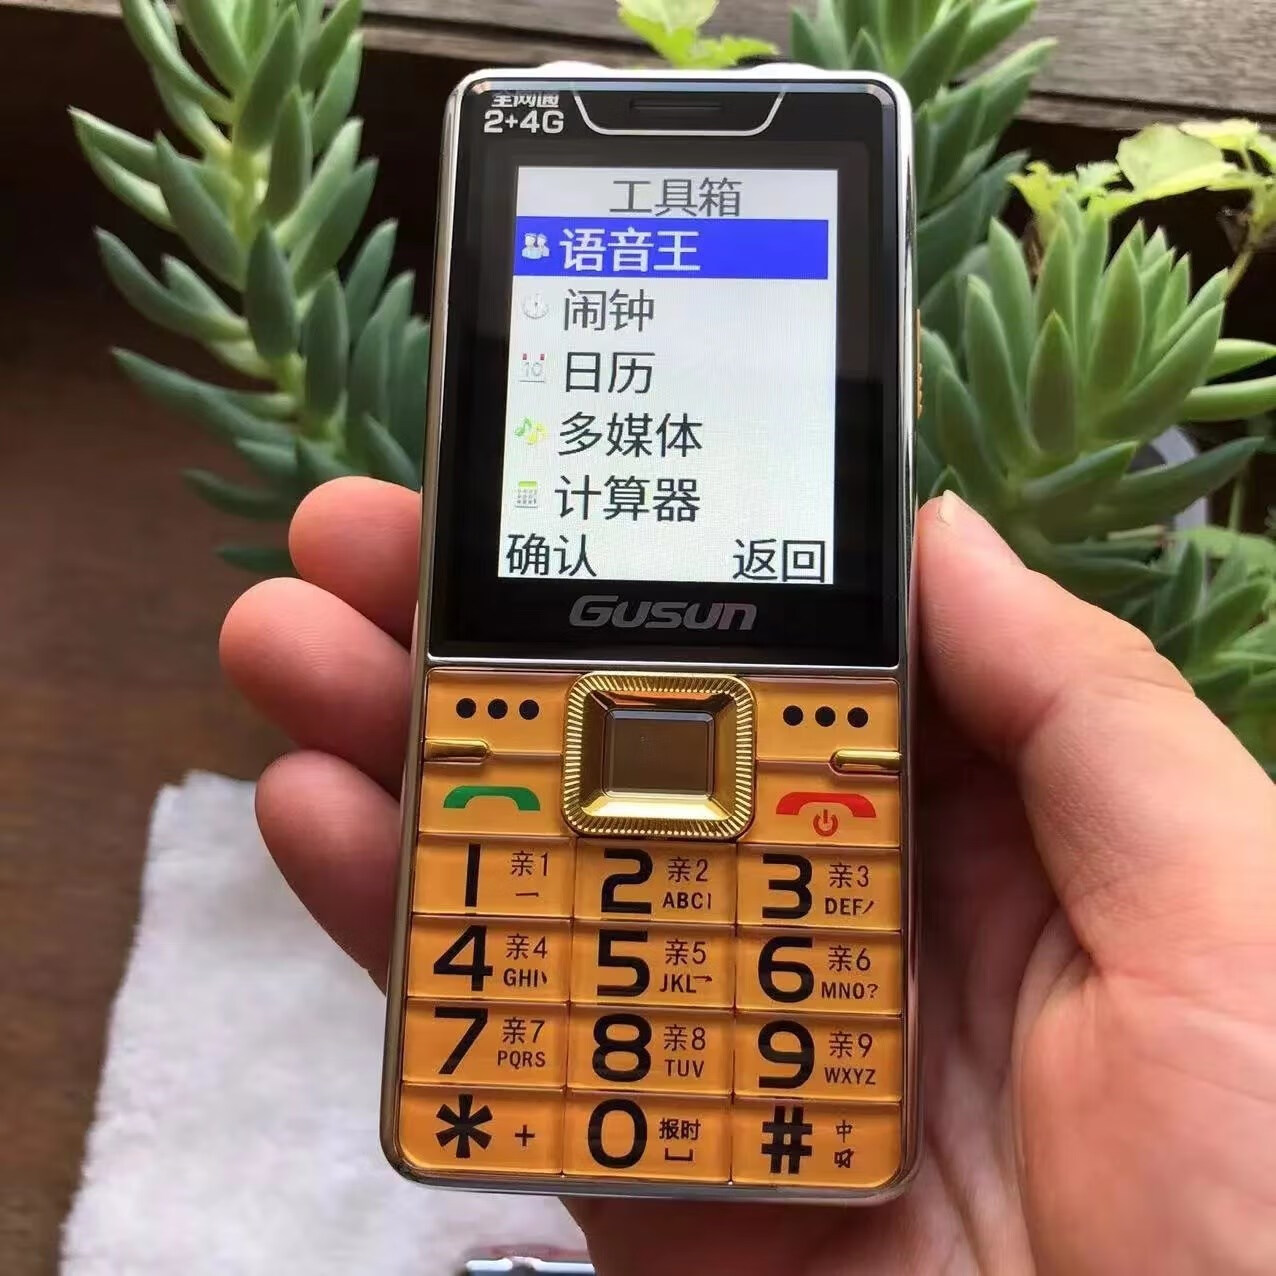 全网通
2+4G
工具箱
语音王
闹钟
10
日历
多媒体
计算器
确认 返回
GUSUN
1 亲1
2 亲2 ABC
3 亲3 DEF
4 亲4 GHI
5 亲5 JKL→
6 亲6 MNO?
7 亲7 PQRS
8 亲8 TUV
9 亲9 WXYZ
* +
0 报时
# 中